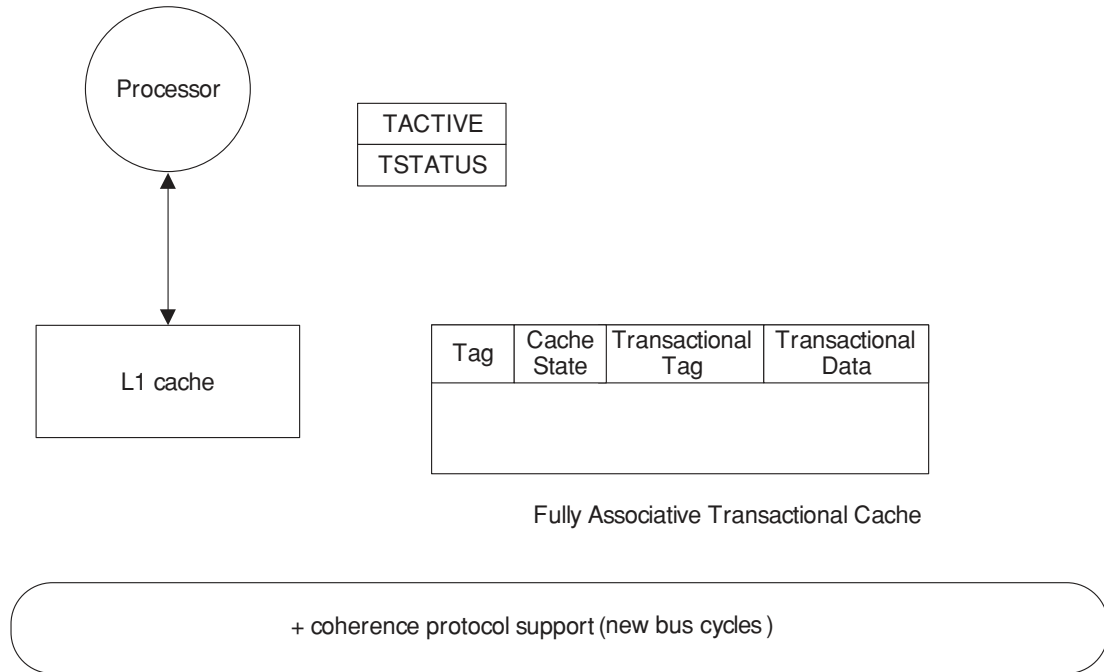 Processor
TACTIVE
TSTATUS
L1 cache
Tag
Cache
State
Transactional
Tag
Transactional
Data
Fully Associative Transactional Cache
+ coherence protocol support (new bus cycles )